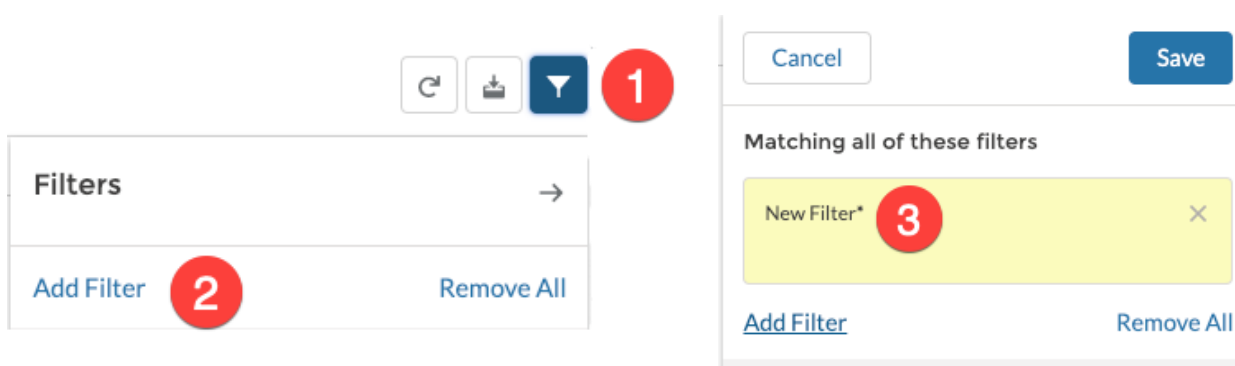 1
Filters
Add Filter 2 Remove All
Cancel Save
Matching all of these filters
New Filter* 3
Add Filter Remove All